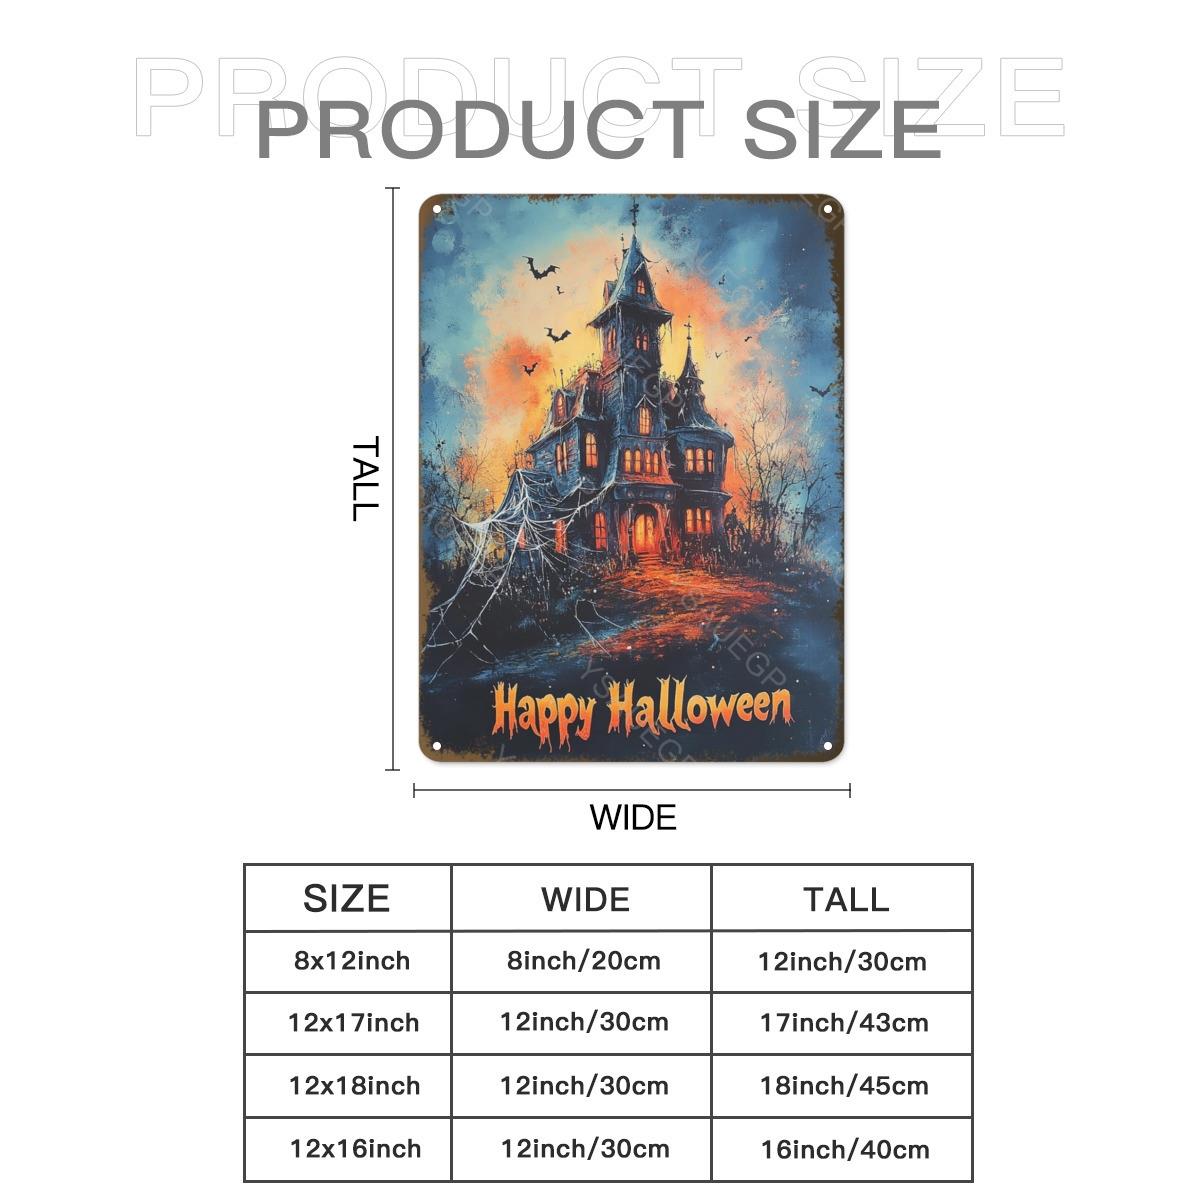 PRODUCT SIZE
PRODUCT SIZE
TALL
Happy Halloween
WIDE
SIZE WIDE TALL
8x12inch 8inch/20cm 12inch/30cm
12x17inch 12inch/30cm 17inch/43cm
12x18inch 12inch/30cm 18inch/45cm
12x16inch 12inch/30cm 16inch/40cm